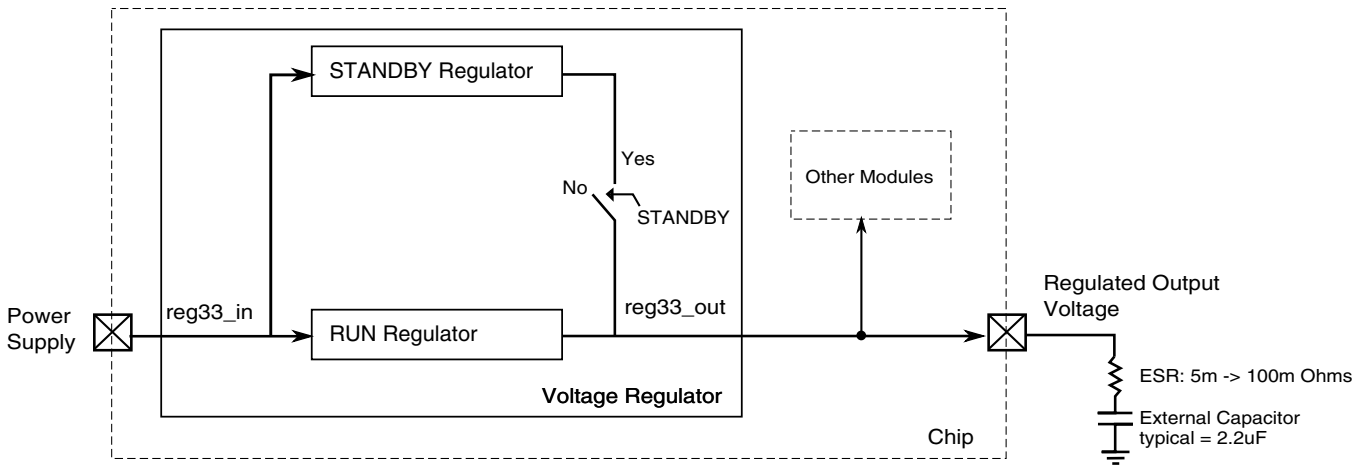 STANDBY Regulator
Yes
No
STANDBY
Other Modules
Power
Supply
reg33_in
RUN Regulator
reg33_out
Regulated Output
Voltage
Voltage Regulator
ESR: 5m -> 100m Ohms
External Capacitor
typical = 2.2uF
Chip